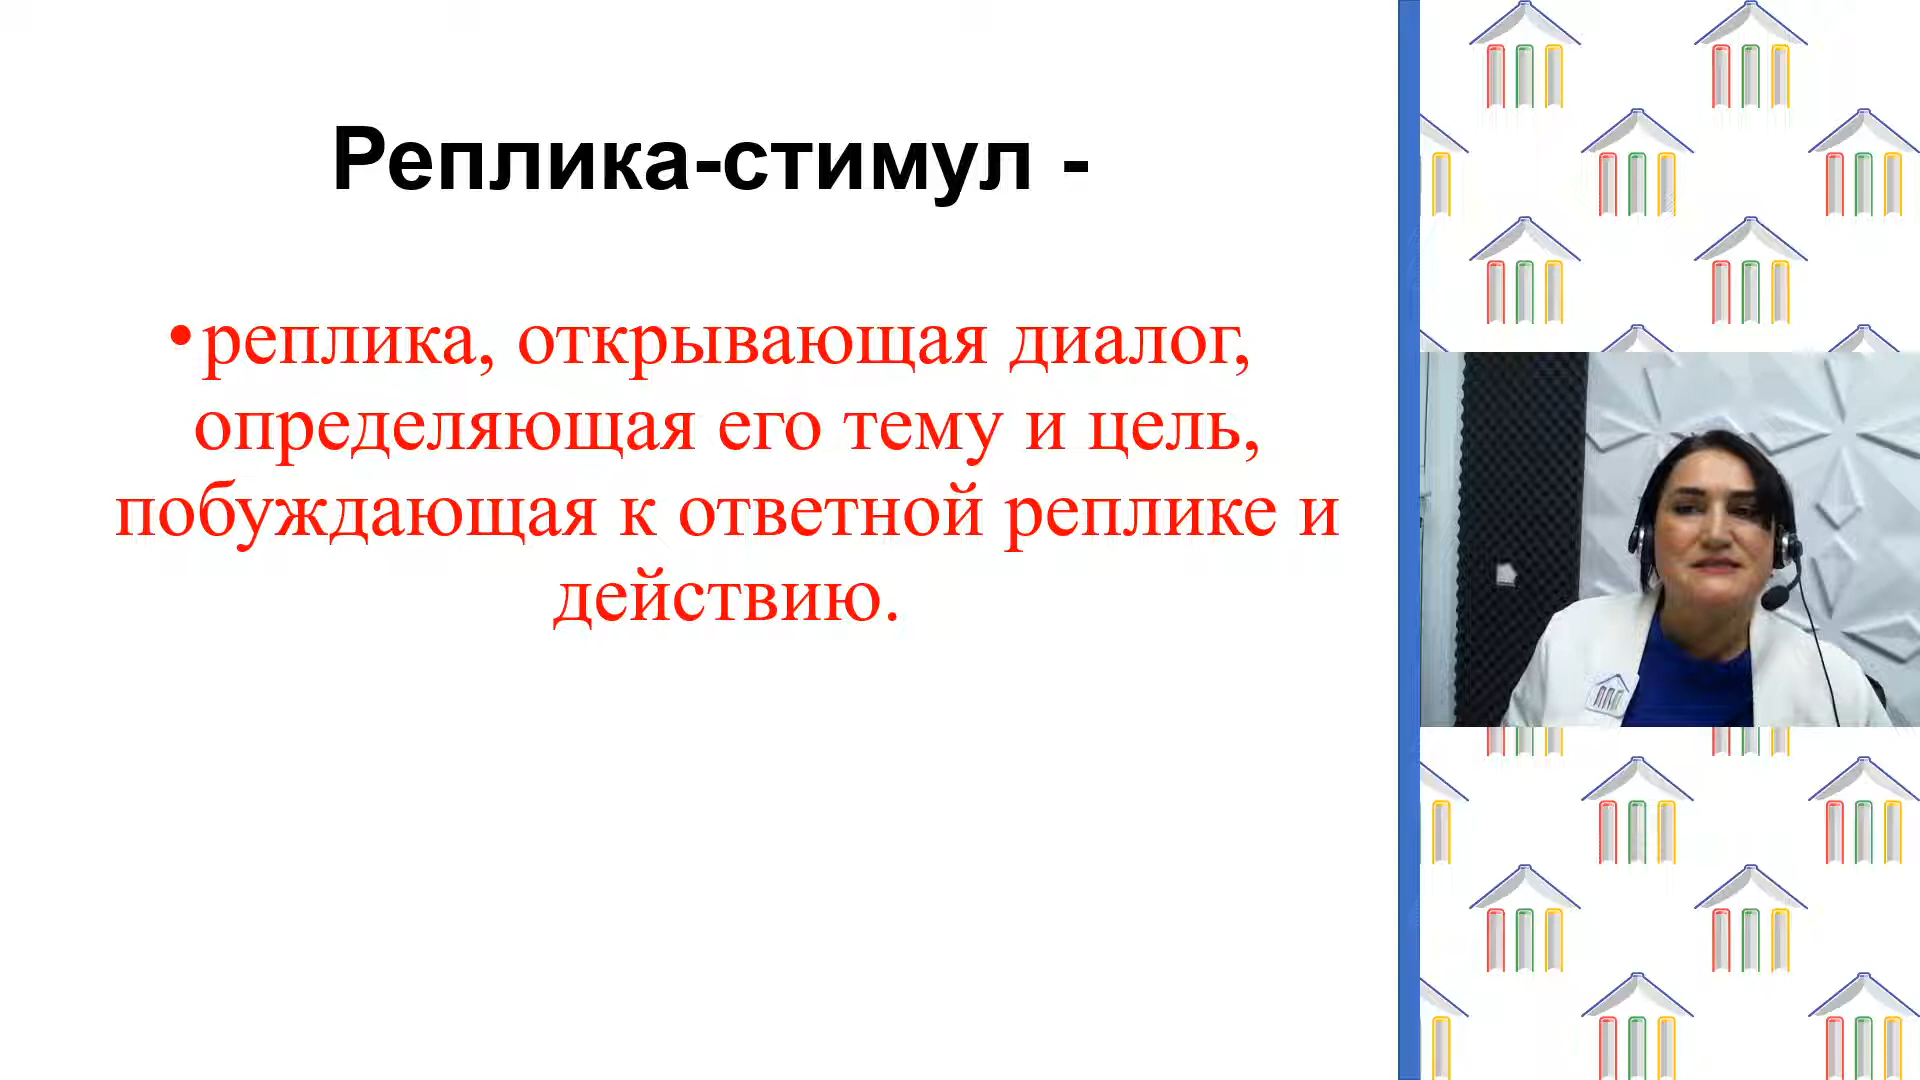 Реплика-стимул -
•реплика, открывающая диалог,
определяющая его тему и цель,
побуждающая к ответной реплике и
действию.